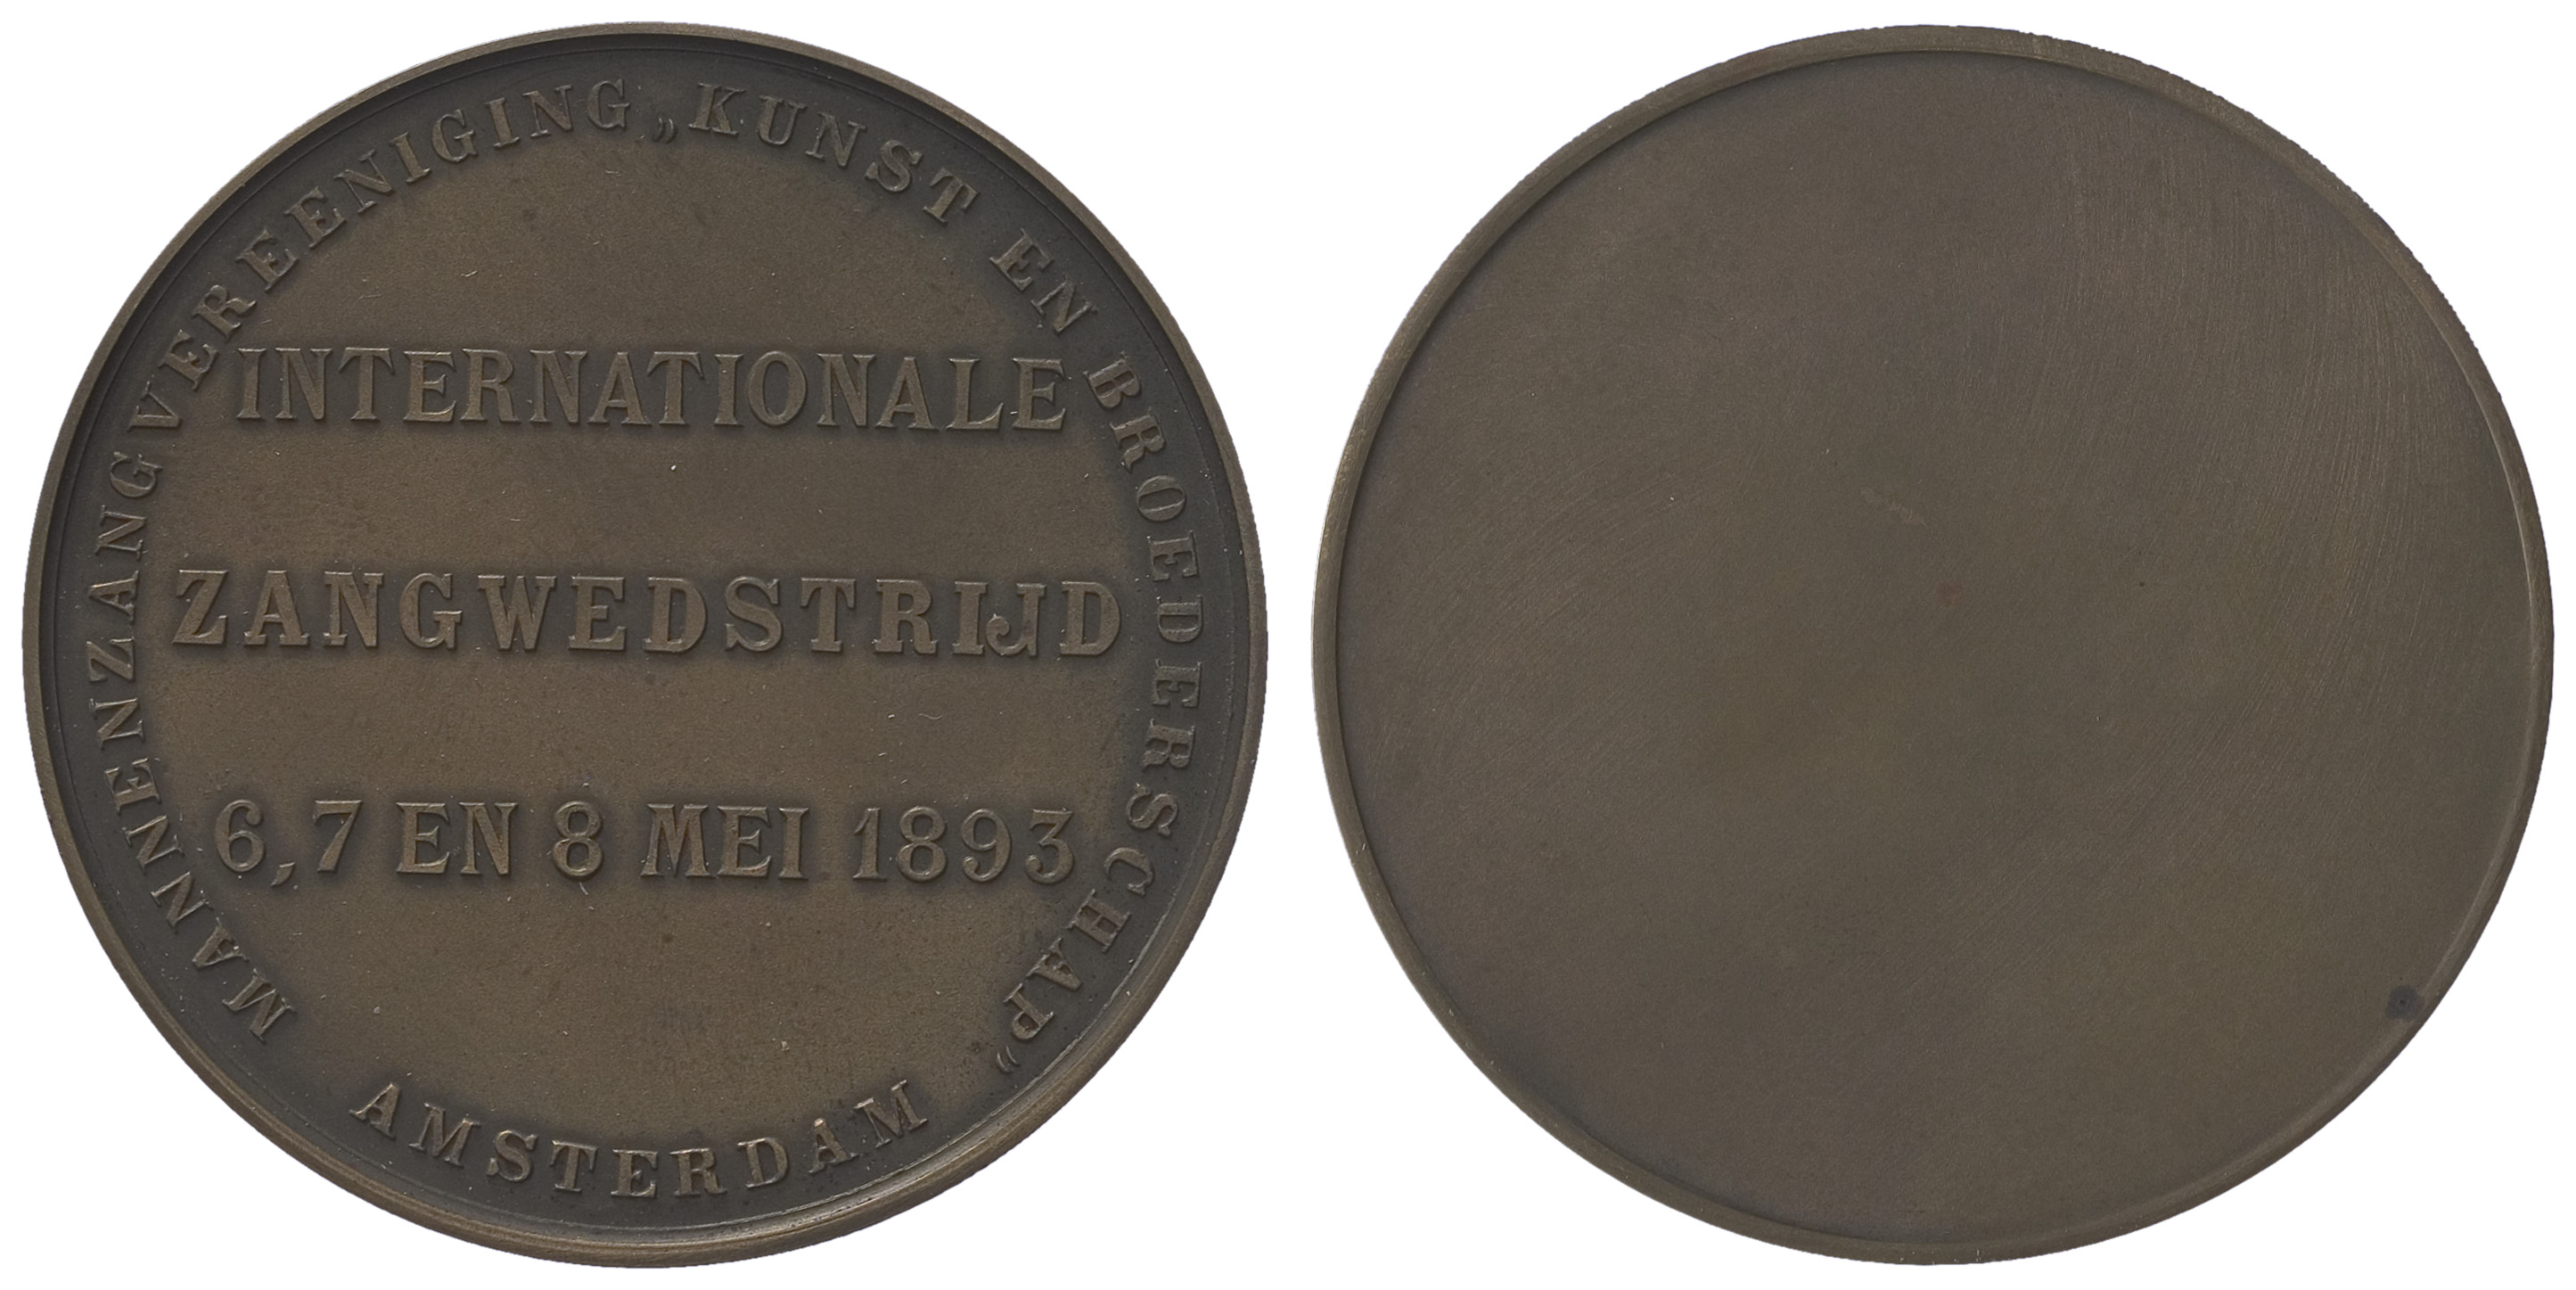 MANNENZANGVEREENIGING „KUNST EN BROEDERSCHAP”
INTERNATIONALE
ZANGWEDSTRIJD
6,7 EN 8 MEI 1893
AMSTERDAM